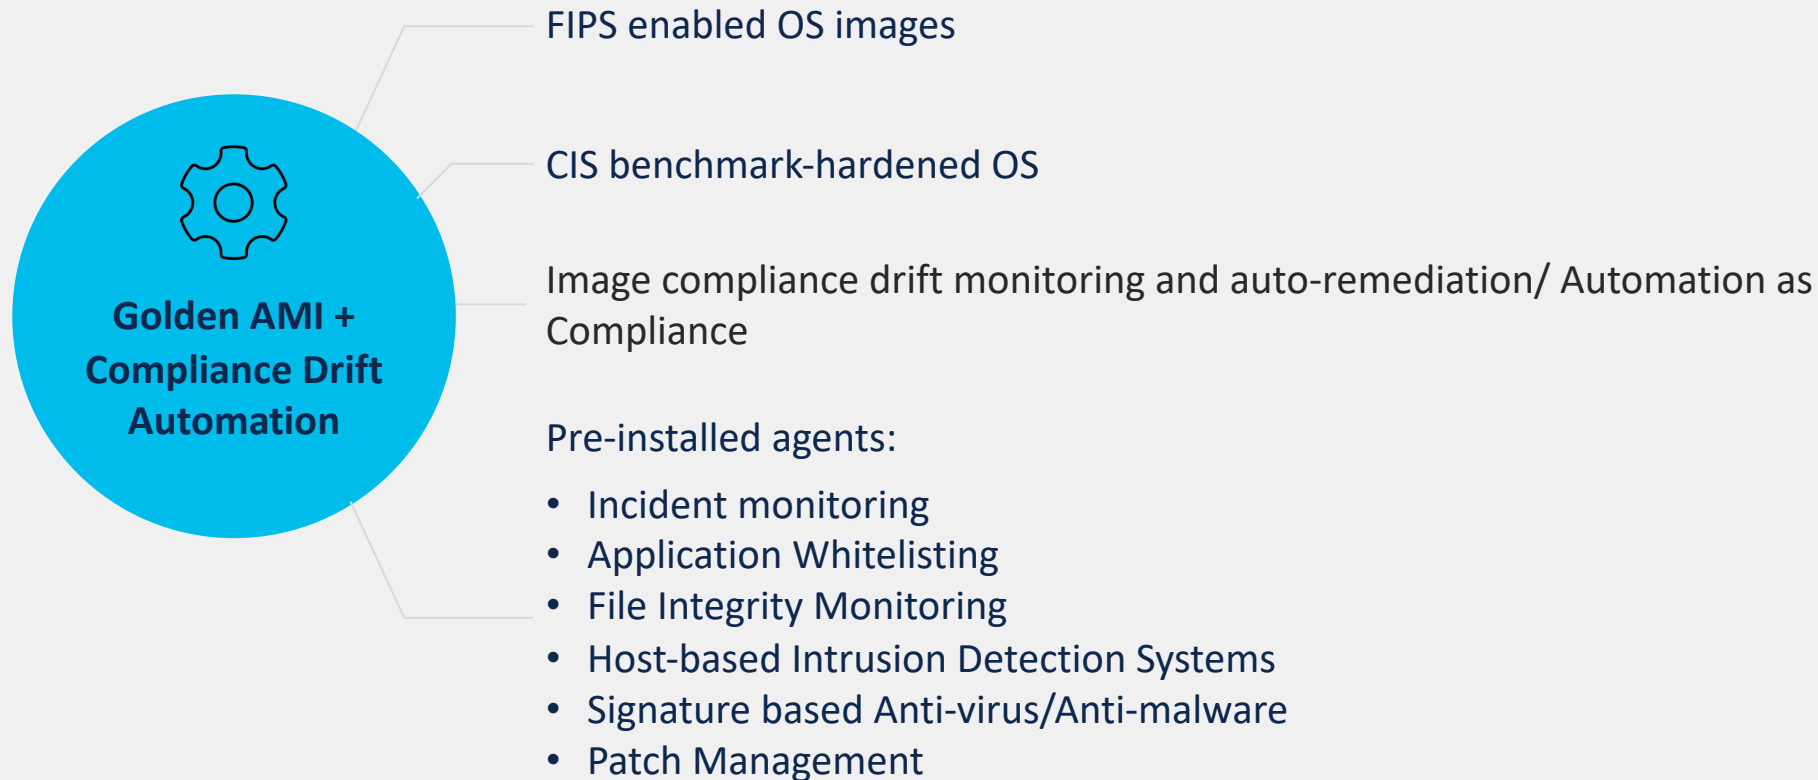 FIPS enabled OS images
CIS benchmark-hardened OS
Golden AMI +
Compliance Drift
Automation
Image compliance drift monitoring and auto-remediation/ Automation as
Compliance
Pre-installed agents:
• Incident monitoring
• Application Whitelisting
• File Integrity Monitoring
• Host-based Intrusion Detection Systems
• Signature based Anti-virus/Anti-malware
• Patch Management